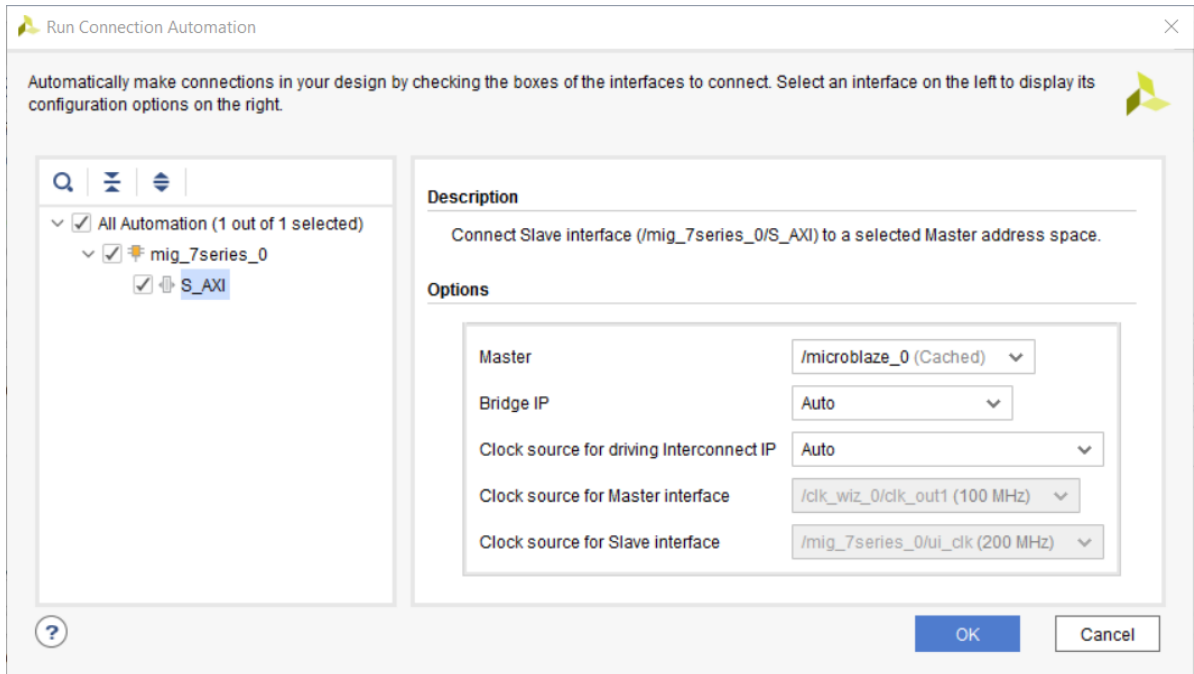 Run Connection Automation
Automatically make connections in your design by checking the boxes of the interfaces to connect. Select an interface on the left to display its
configuration options on the right.
All Automation (1 out of 1 selected)
mig_7series_0
S_AXI
Description
Connect Slave interface (/mig_7series_0/S_AXI) to a selected Master address space.
Options
Master /microblaze_0 (Cached)
Bridge IP Auto
Clock source for driving Interconnect IP Auto
Clock source for Master interface /clk_wiz_0/clk_out1 (100 MHz)
Clock source for Slave interface /mig_7series_0/ui_clk (200 MHz)
? OK Cancel